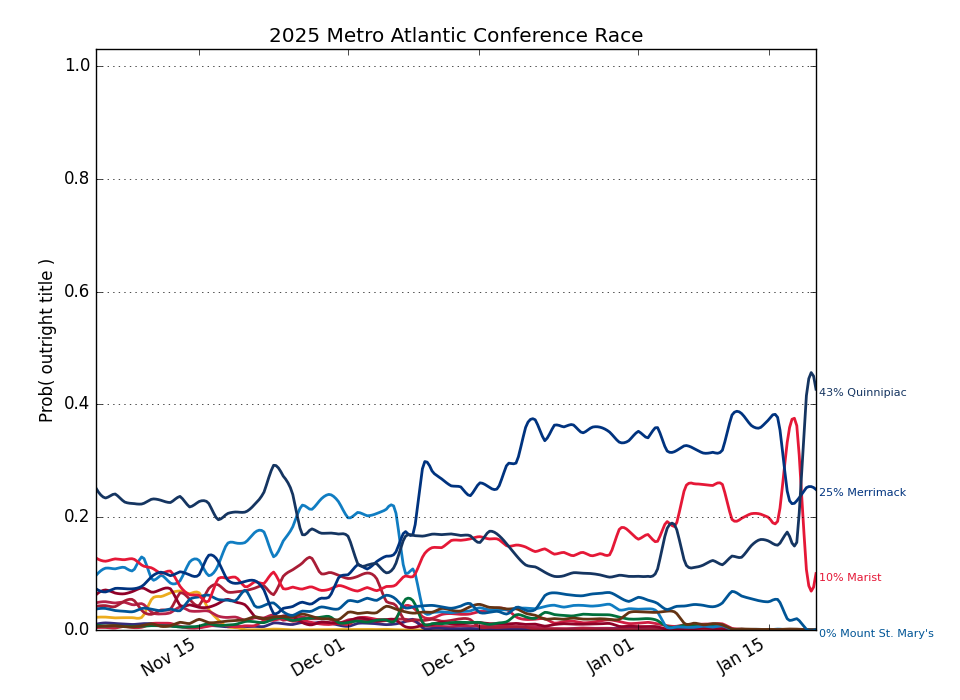 2025 Metro Atlantic Conference Race
1.0
0.8
0.6
0.4
0.2
0.0
Prob( outright title )
43% Quinnipiac
25% Merrimack
10% Marist
0% Mount St. Mary's
Nov 15
Dec 01
Dec 15
Jan 01
Jan 15